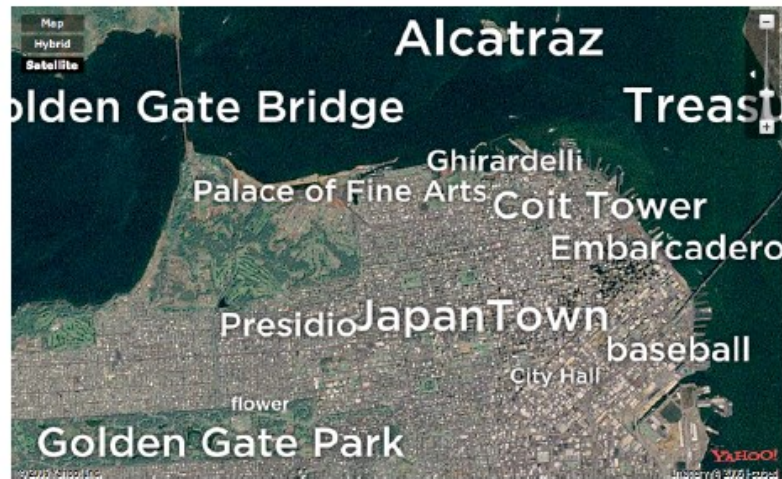 Map
Hybrid
Satellite
Alcatraz
olden Gate Bridge
Treasu
Ghirardelli
Palace of Fine Arts
Coit Tower
Embarcadero
Presidio
JapanTown
baseball
City Hall
flower
Golden Gate Park
YAHOO!